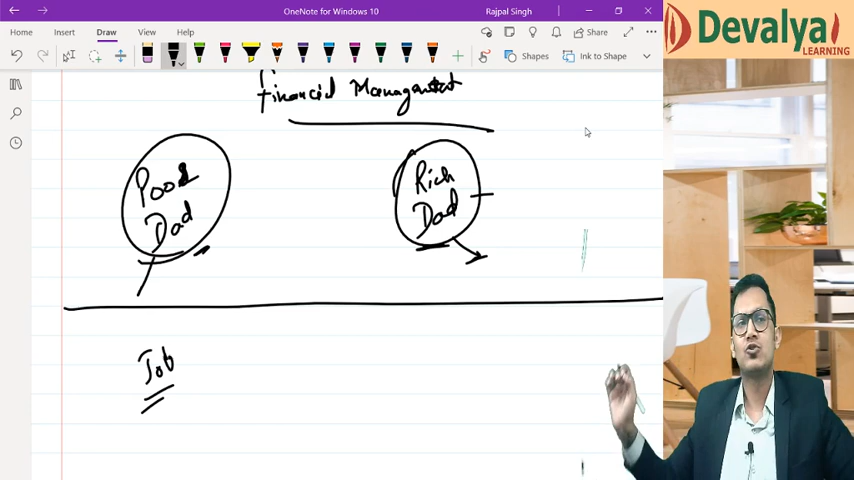 OneNote for Windows 10
Rajpal Singh
Devalya
LEARNING
Home
Insert
Draw
View
Help
Share
Shapes
Ink to Shape
Financial Management
Poor
Dad
Rich
Dad
Job